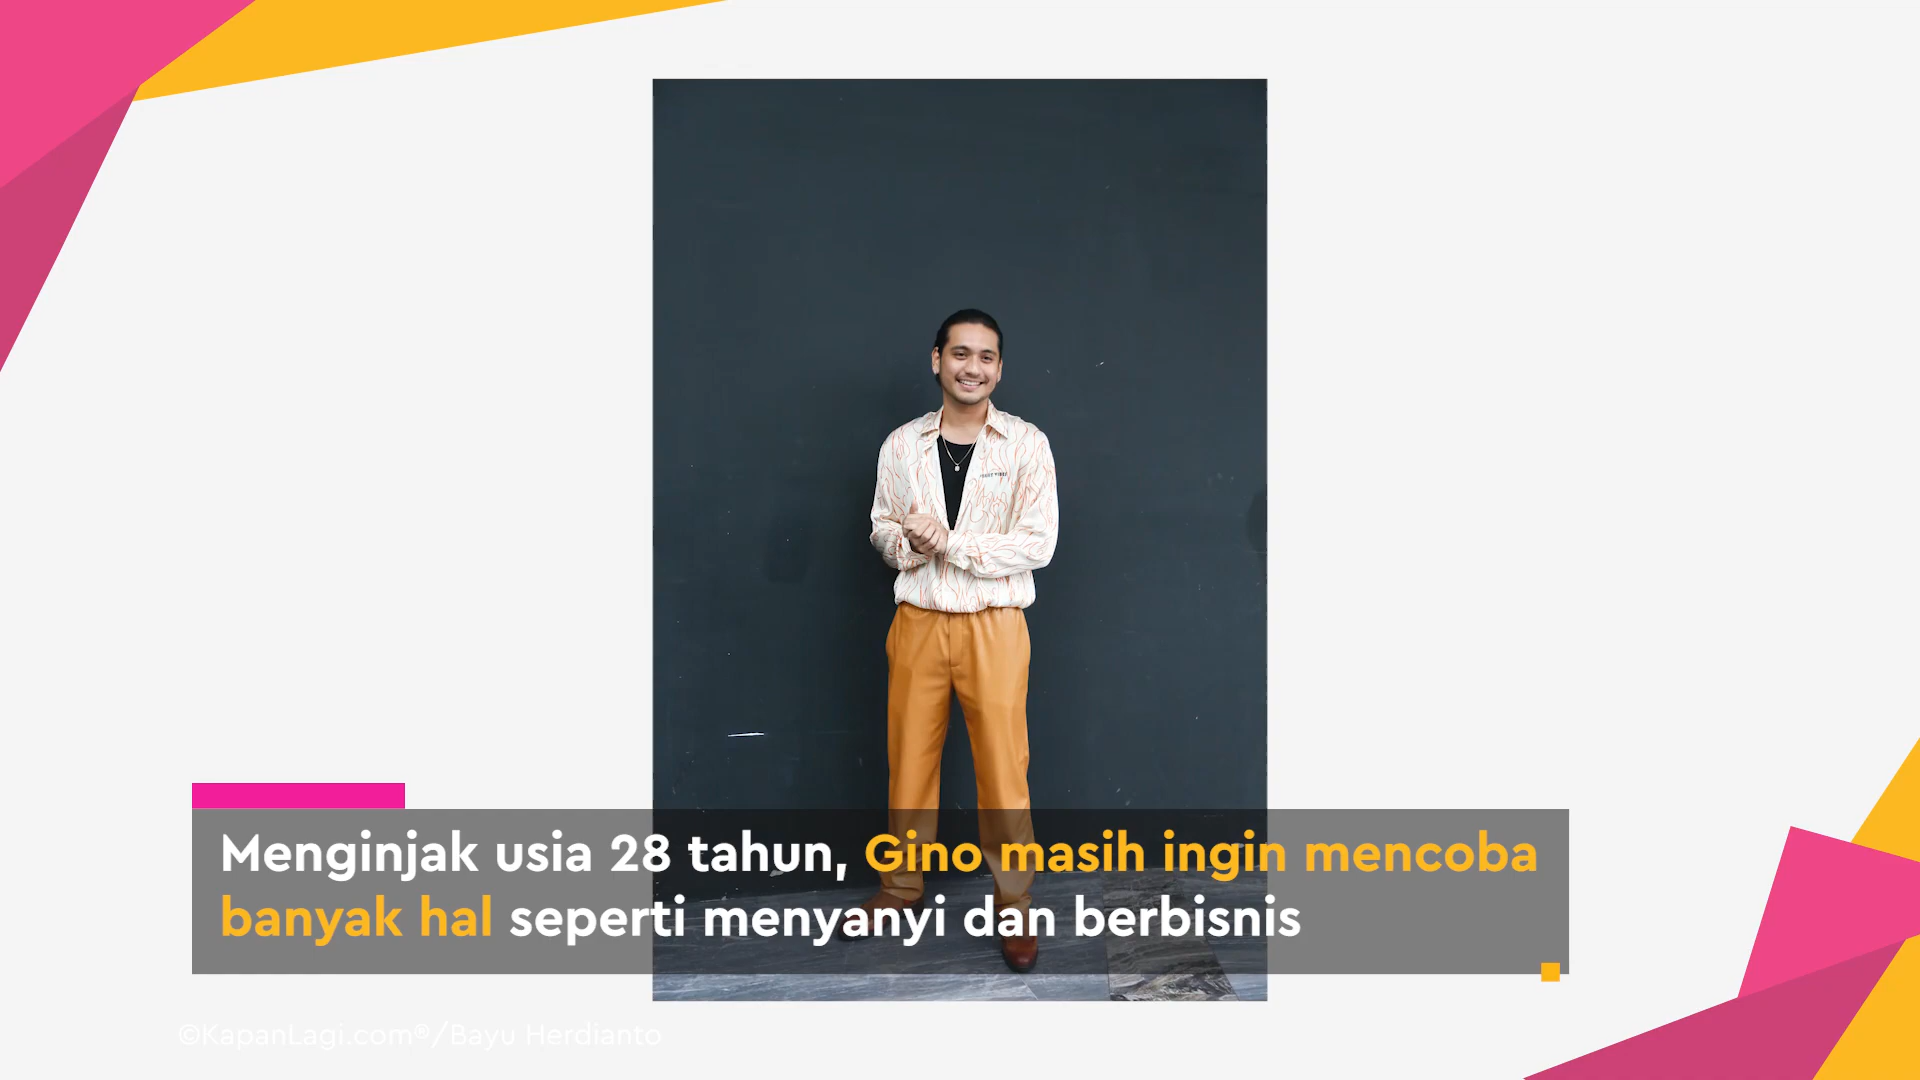 Menginjak usia 28 tahun, Gino masih ingin mencoba
banyak hal seperti menyanyi dan berbisnis
©KapanLagi.com®/Bayu Herdianto